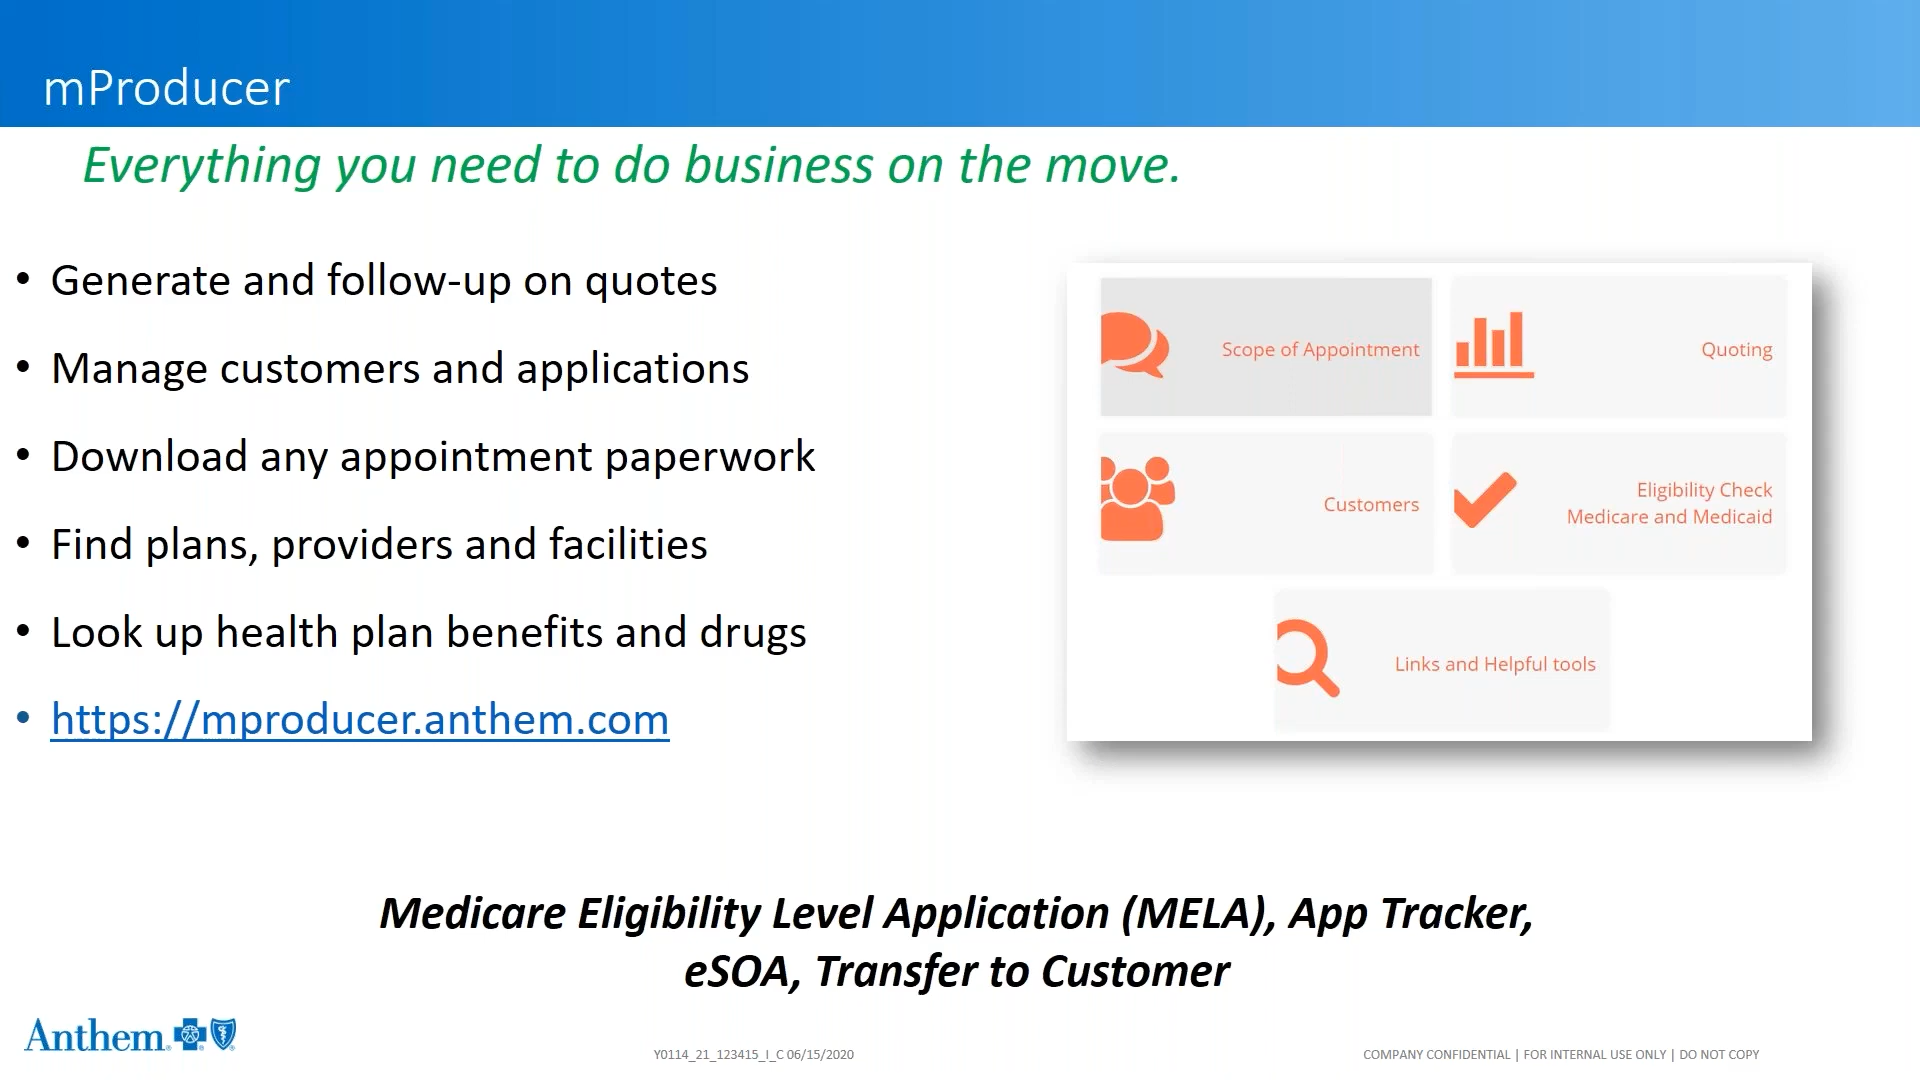 mProducer
Everything you need to do business on the move.
• Generate and follow-up on quotes
• Manage customers and applications
• Download any appointment paperwork
• Find plans, providers and facilities
• Look up health plan benefits and drugs
• https://mproducer.anthem.com
Scope of Appointment
Quoting
Customers
Eligibility Check
Medicare and Medicaid
Links and Helpful tools
Medicare Eligibility Level Application (MELA), App Tracker,
eSOA, Transfer to Customer
Anthem
Y0114_21_123415_I_C 06/15/2020
COMPANY CONFIDENTIAL | FOR INTERNAL USE ONLY | DO NOT COPY